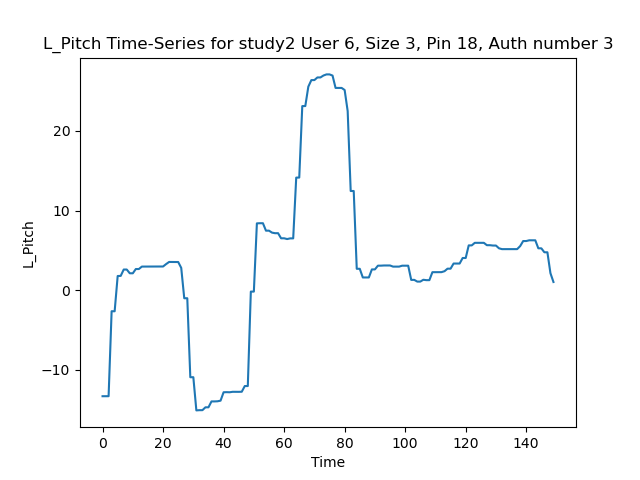 L_Pitch Time-Series for study2 User 6, Size 3, Pin 18, Auth number 3
L_Pitch
20
10
0
−10
0 20 40 60 80 100 120 140
Time